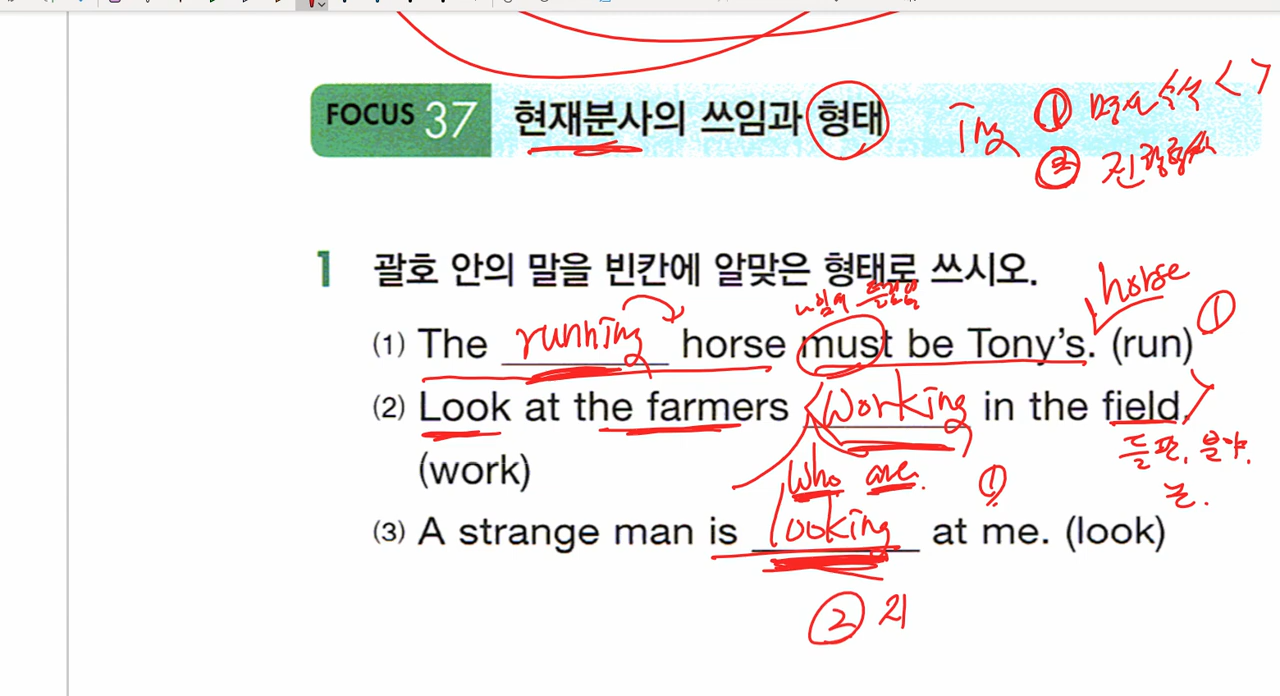 FOCUS 37 현재분사의 쓰임과 형태
ing ① 명사 수식 < >
② 진행형
1 괄호 안의 말을 빈칸에 알맞은 형태로 쓰시오.
horse
(1) The running horse must be Tony's. (run) ①
(2) Look at the farmers <working in the field.>
들판, 분야,
논.
(work)
who are. ①
(3) A strange man is looking at me. (look)
②